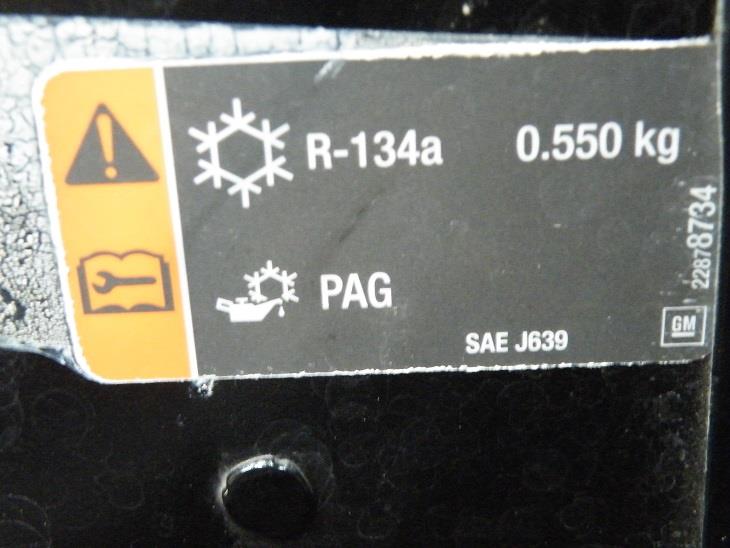 R-134a 0.550 kg
PAG
SAE J639
22878734
GM